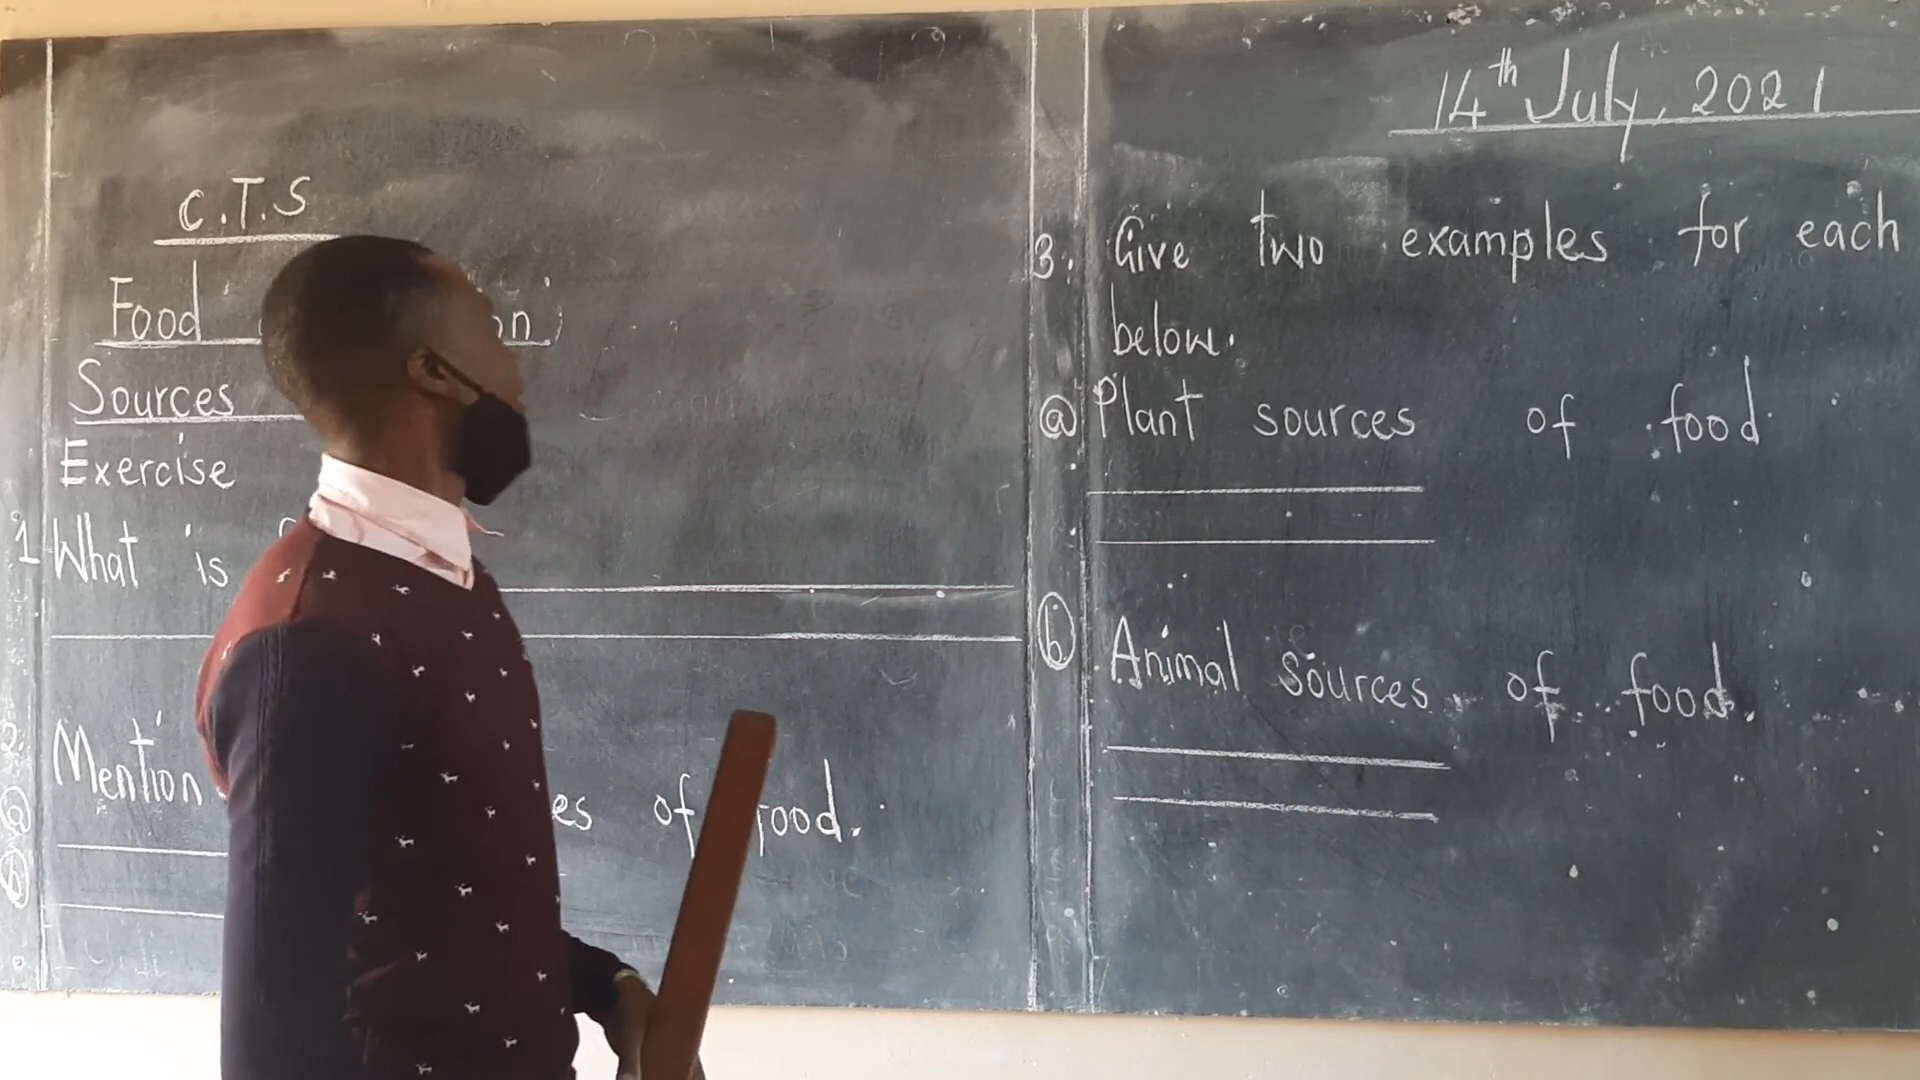 C.T.S
Food
Sources
Exercise
1 What is
2. Mention of food.
a
b
14th July, 2021
3. Give two examples for each
below.
a Plant sources of food
b Animal Sources of food.